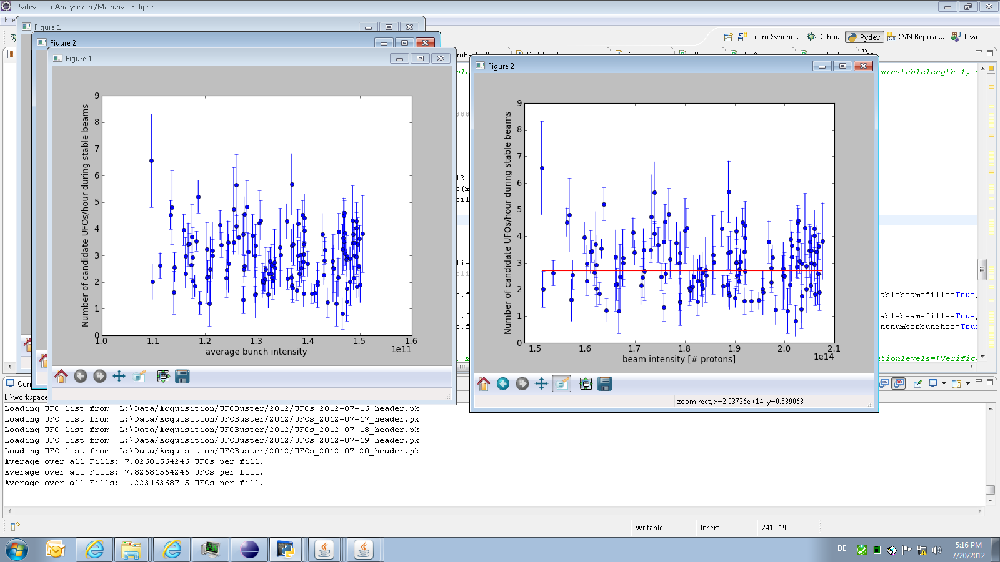 Pydev - UfoAnalysis/src/Main.py - Eclipse
File
Figure 1
Figure 2
Figure 1
Figure 2
Team Synchr...
Debug
Pydev
SVN Reposit...
Java
minstablelength=1, s
###
9
8
7
6
5
4
3
2
1
0
Number of candidate UFOs/hour during stable beams
1.0 1.1 1.2 1.3 1.4 1.5 1.6
1e11
average bunch intensity
9
8
7
6
5
4
3
2
1
0
Number of candidate UFOs/hour during stable beams
1.5 1.6 1.7 1.8 1.9 2.0 2.1
1e14
beam intensity [# protons]
zoom rect, x=2.03726e+14 y=0.539063
12
r(m
fil
lis
r.f
r.f
r.f
, m
ablebeamsfills=True,
ablebeamsfills=True,
ntnumberbunches=True
ctionlevels=[Verific
Con
L:\workspace
Loading UFO list from L:\Data/Acquisition/UFOBuster/2012/UFOs_2012-07-16_header.pk
Loading UFO list from L:\Data/Acquisition/UFOBuster/2012/UFOs_2012-07-17_header.pk
Loading UFO list from L:\Data/Acquisition/UFOBuster/2012/UFOs_2012-07-18_header.pk
Loading UFO list from L:\Data/Acquisition/UFOBuster/2012/UFOs_2012-07-19_header.pk
Loading UFO list from L:\Data/Acquisition/UFOBuster/2012/UFOs_2012-07-20_header.pk
Average over all Fills: 7.82681564246 UFOs per fill.
Average over all Fills: 7.82681564246 UFOs per fill.
Average over all Fills: 1.22346368715 UFOs per fill.
Writable
Insert
241 : 19
DE
5:16 PM
7/20/2012